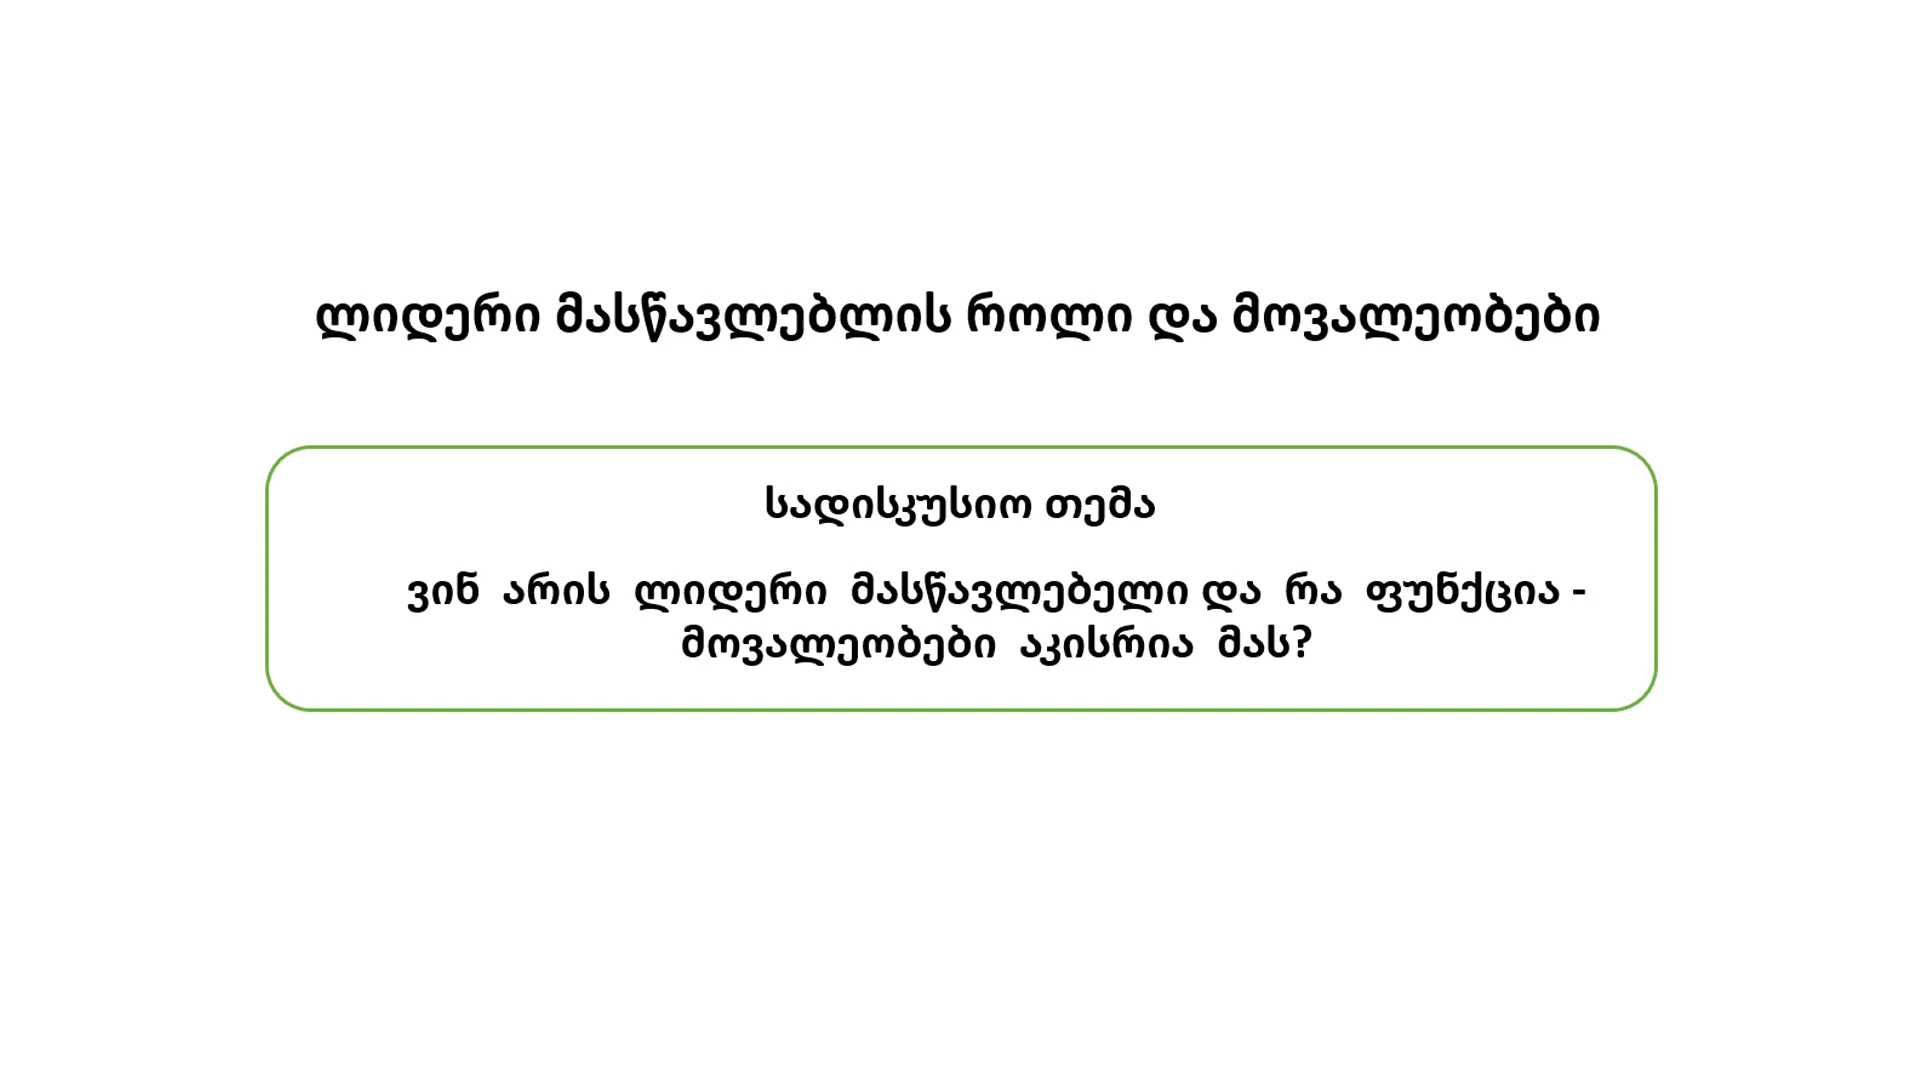 ლიდერი მასწავლებლის როლი და მოვალეობები
სადისკუსიო თემა
ვინ არის ლიდერი მასწავლებელი და რა ფუნქცია -
მოვალეობები აკისრია მას?